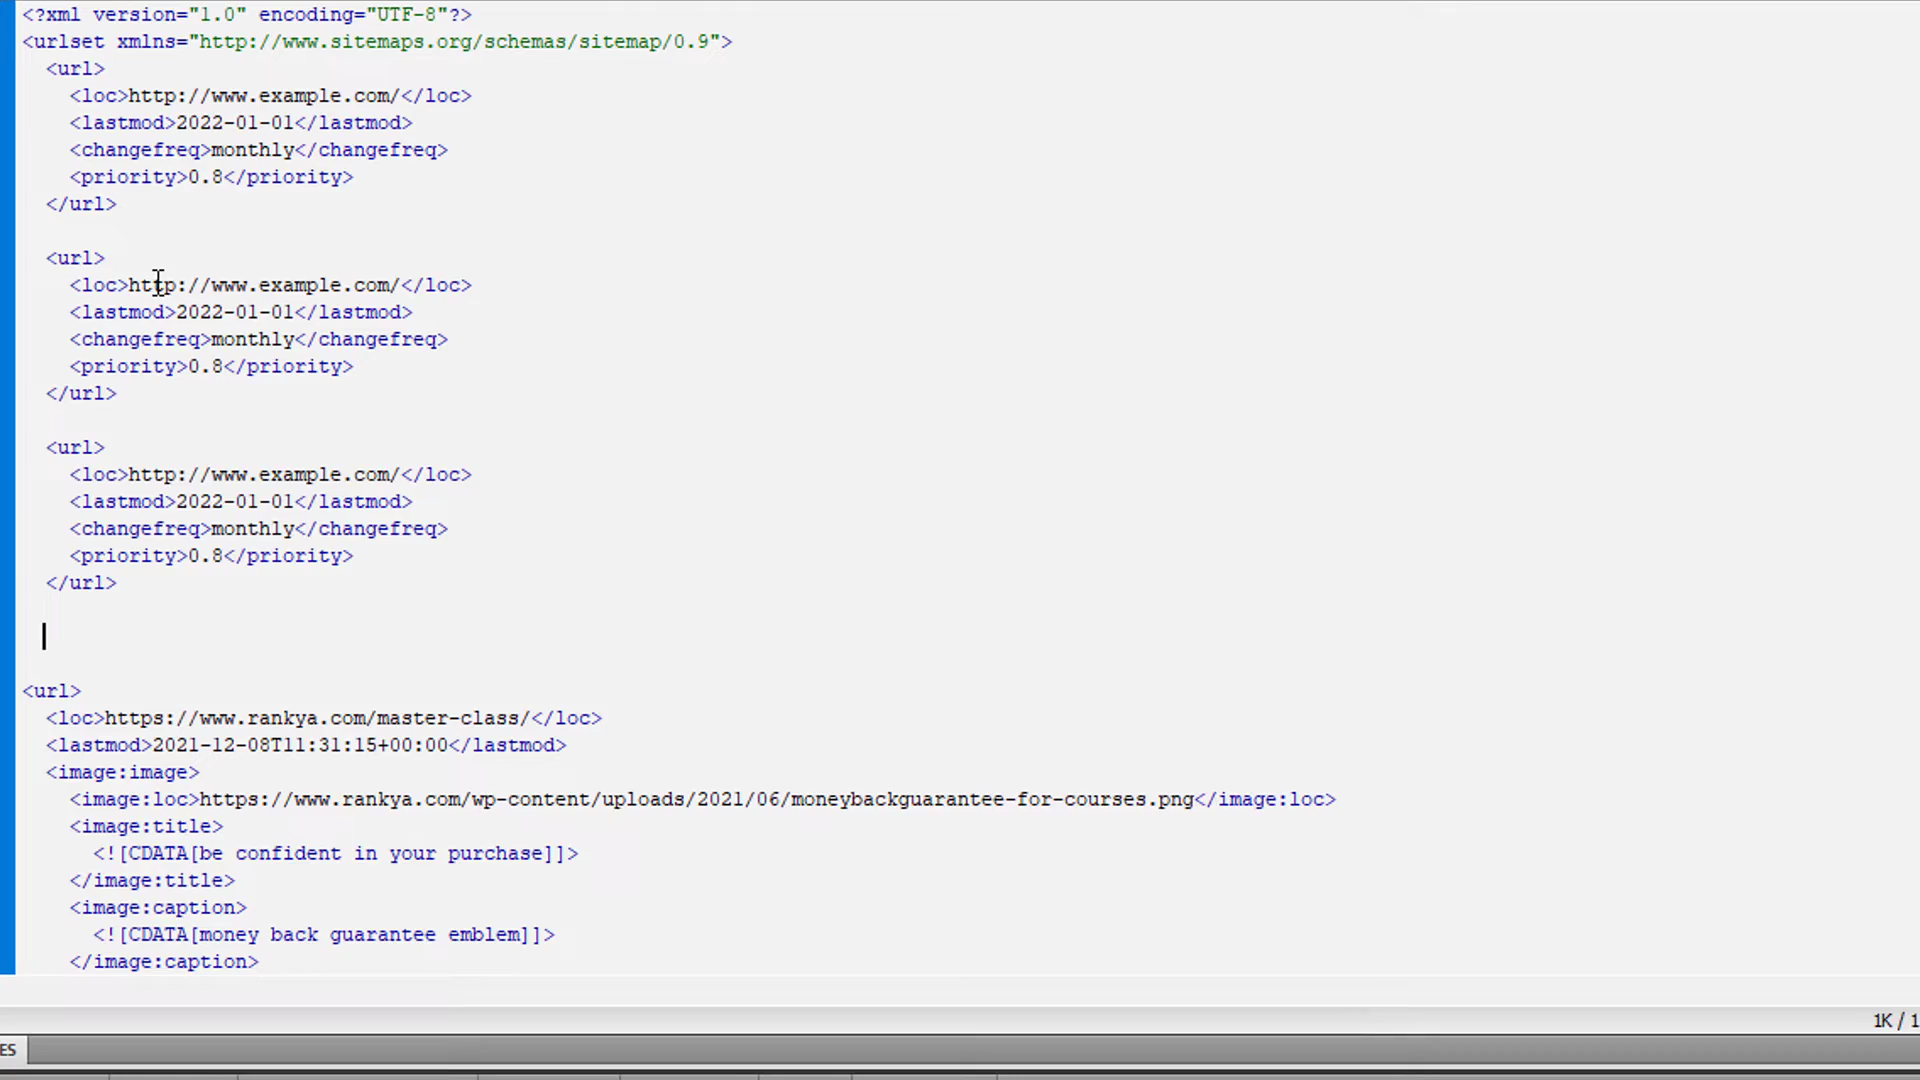 <?xml version="1.0" encoding="UTF-8"?>
<urlset xmlns="http://www.sitemaps.org/schemas/sitemap/0.9">
<url>
<loc>http://www.example.com/</loc>
<lastmod>2022-01-01</lastmod>
<changefreq>monthly</changefreq>
<priority>0.8</priority>
</url>
<url>
<loc>http://www.example.com/</loc>
<lastmod>2022-01-01</lastmod>
<changefreq>monthly</changefreq>
<priority>0.8</priority>
</url>
<url>
<loc>http://www.example.com/</loc>
<lastmod>2022-01-01</lastmod>
<changefreq>monthly</changefreq>
<priority>0.8</priority>
</url>
<url>
<loc>https://www.rankya.com/master-class/</loc>
<lastmod>2021-12-08T11:31:15+00:00</lastmod>
<image:image>
<image:loc>https://www.rankya.com/wp-content/uploads/2021/06/moneybackguarantee-for-courses.png</image:loc>
<image:title>
<![CDATA[be confident in your purchase]]>
</image:title>
<image:caption>
<![CDATA[money back guarantee emblem]]>
</image:caption>
1K / 1
ES